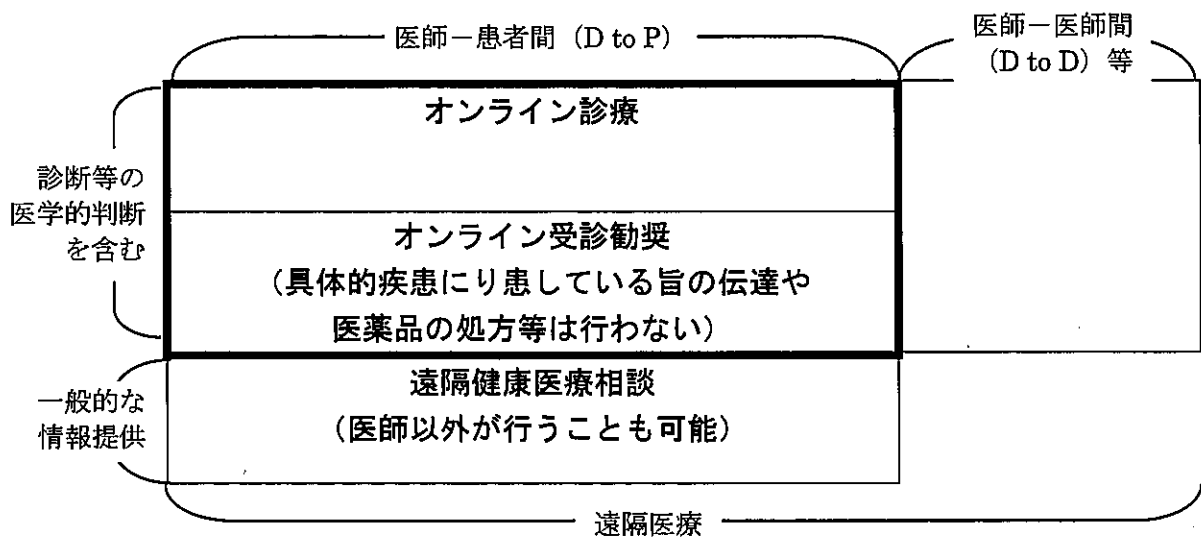 医師－患者間（D to P）
医師－医師間
（D to D）等
診断等の
医学的判断
を含む
オンライン診療
オンライン受診勧奨
（具体的疾患にり患している旨の伝達や
医薬品の処方等は行わない）
一般的な
情報提供
遠隔健康医療相談
（医師以外が行うことも可能）
遠隔医療